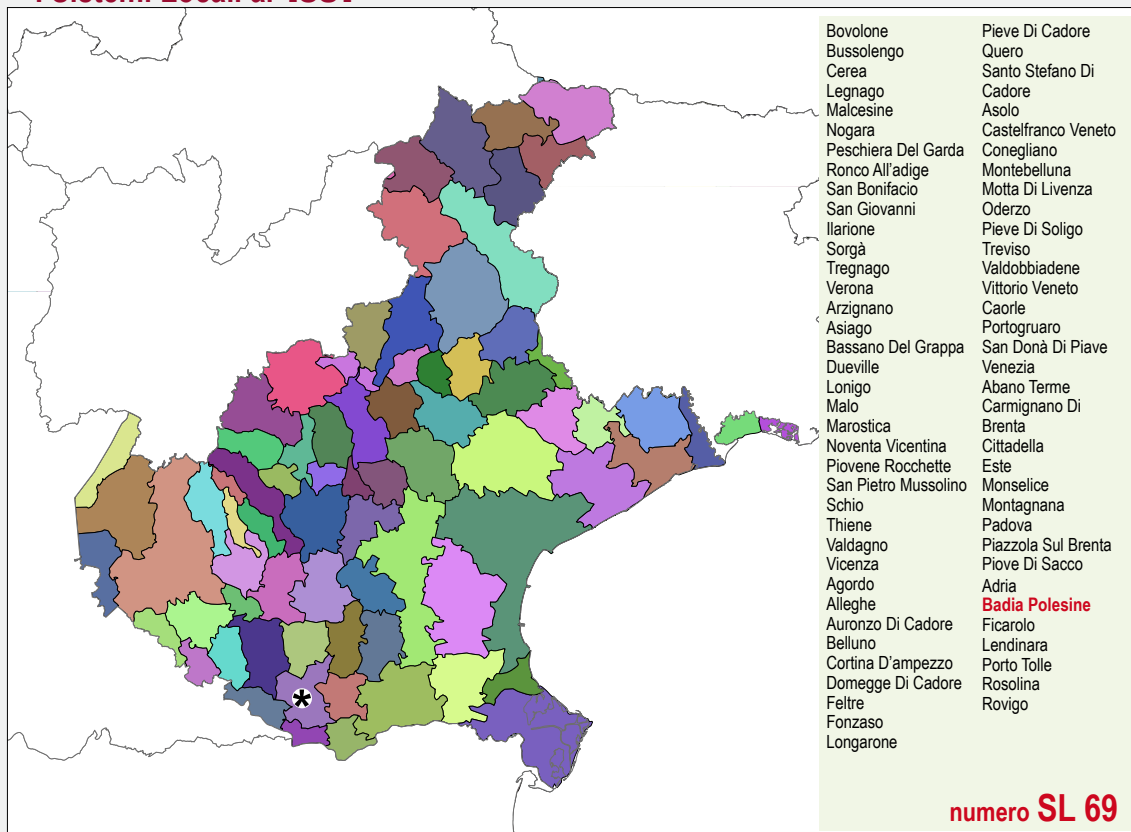 Bovolone
Bussolengo
Cerea
Legnago
Malcesine
Nogara
Peschiera Del Garda
Ronco All'adige
San Bonifacio
San Giovanni
Ilarione
Sorgà
Tregnago
Verona
Arzignano
Asiago
Bassano Del Grappa
Dueville
Lonigo
Malo
Marostica
Noventa Vicentina
Piovene Rocchette
San Pietro Mussolino
Schio
Thiene
Valdagno
Vicenza
Agordo
Alleghe
Auronzo Di Cadore
Belluno
Cortina D'ampezzo
Domegge Di Cadore
Feltre
Fonzaso
Longarone
Pieve Di Cadore
Quero
Santo Stefano Di
Cadore
Asolo
Castelfranco Veneto
Conegliano
Montebelluna
Motta Di Livenza
Oderzo
Pieve Di Soligo
Treviso
Valdobbiadene
Vittorio Veneto
Caorle
Portogruaro
San Donà Di Piave
Venezia
Abano Terme
Carmignano Di
Brenta
Cittadella
Este
Monselice
Montagnana
Padova
Piazzola Sul Brenta
Piove Di Sacco
Adria
Badia Polesine
Ficarolo
Lendinara
Porto Tolle
Rosolina
Rovigo
numero SL 69
*